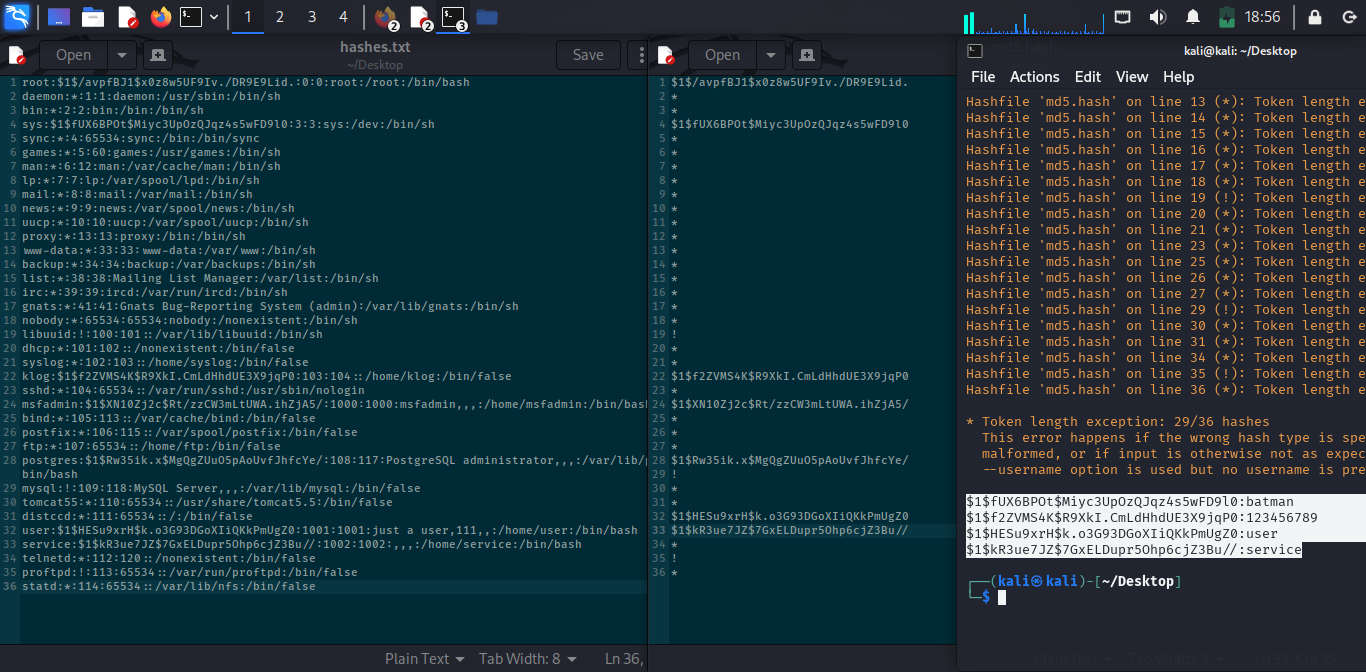 1 2 3 4 2 2 3 18:56
Open hashes.txt ~/Desktop Save
1 root:$1$/avpfBJ1$x0z8w5UF9Iv./DR9E9Lid.:0:0:root:/root:/bin/bash
2 daemon:*:1:1:daemon:/usr/sbin:/bin/sh
3 bin:*:2:2:bin:/bin:/bin/sh
4 sys:$1$fUX6BPOt$Miyc3UpOzQJqz4s5wFD9l0:3:3:sys:/dev:/bin/sh
5 sync:*:4:65534:sync:/bin:/bin/sync
6 games:*:5:60:games:/usr/games:/bin/sh
7 man:*:6:12:man:/var/cache/man:/bin/sh
8 lp:*:7:7:lp:/var/spool/lpd:/bin/sh
9 mail:*:8:8:mail:/var/mail:/bin/sh
10 news:*:9:9:news:/var/spool/news:/bin/sh
11 uucp:*:10:10:uucp:/var/spool/uucp:/bin/sh
12 proxy:*:13:13:proxy:/bin:/bin/sh
13 www-data:*:33:33:www-data:/var/www:/bin/sh
14 backup:*:34:34:backup:/var/backups:/bin/sh
15 list:*:38:38:Mailing List Manager:/var/list:/bin/sh
16 irc:*:39:39:ircd:/var/run/ircd:/bin/sh
17 gnats:*:41:41:Gnats Bug-Reporting System (admin):/var/lib/gnats:/bin/sh
18 nobody:*:65534:65534:nobody:/nonexistent:/bin/sh
19 libuuid:!:100:101::/var/lib/libuuid:/bin/sh
20 dhcp:*:101:102::/nonexistent:/bin/false
21 syslog:*:102:103::/home/syslog:/bin/false
22 klog:$1$f2ZVMS4K$R9XkI.CmLdHhdUE3X9jqP0:103:104::/home/klog:/bin/false
23 sshd:*:104:65534::/var/run/sshd:/usr/sbin/nologin
24 msfadmin:$1$XN10Zj2c$Rt/zzCW3mLtUWA.ihZjA5/:1000:1000:msfadmin,,,:/home/msfadmin:/bin/bas
25 bind:*:105:113::/var/cache/bind:/bin/false
26 postfix:*:106:115::/var/spool/postfix:/bin/false
27 ftp:*:107:65534::/home/ftp:/bin/false
28 postgres:$1$Rw35ik.x$MgQgZUuO5pAoUvfJhfcYe/:108:117:PostgreSQL administrator,,,:/var/lib/
bin/bash
29 mysql:!:109:118:MySQL Server,,,:/var/lib/mysql:/bin/false
30 tomcat55:*:110:65534::/usr/share/tomcat5.5:/bin/false
31 distccd:*:111:65534::/:/bin/false
32 user:$1$HESu9xrH$k.o3G93DGoXIiQKkPmUgZ0:1001:1001:just a user,111,,:/home/user:/bin/bash
33 service:$1$kR3ue7JZ$7GxELDupr5Ohp6cjZ3Bu//:1002:1002:,,,:/home/service:/bin/bash
34 telnetd:*:112:120::/nonexistent:/bin/false
35 proftpd:!:113:65534::/var/run/proftpd:/bin/false
36 statd:*:114:65534::/var/lib/nfs:/bin/false
Plain Text Tab Width: 8 Ln 36,
Open
1 $1$/avpfBJ1$x0z8w5UF9Iv./DR9E9Lid.
2 *
3 *
4 $1$fUX6BPOt$Miyc3UpOzQJqz4s5wFD9l0
5 *
6 *
7 *
8 *
9 *
10 *
11 *
12 *
13 *
14 *
15 *
16 *
17 *
18 *
19 !
20 *
21 *
22 $1$f2ZVMS4K$R9XkI.CmLdHhdUE3X9jqP0
23 *
24 $1$XN10Zj2c$Rt/zzCW3mLtUWA.ihZjA5/
25 *
26 *
27 *
28 $1$Rw35ik.x$MgQgZUuO5pAoUvfJhfcYe/
29 !
30 *
31 *
32 $1$HESu9xrH$k.o3G93DGoXIiQKkPmUgZ0
33 $1$kR3ue7JZ$7GxELDupr5Ohp6cjZ3Bu//
34 *
35 !
36 *
kali@kali: ~/Desktop
File Actions Edit View Help
Hashfile 'md5.hash' on line 13 (*): Token length e
Hashfile 'md5.hash' on line 14 (*): Token length e
Hashfile 'md5.hash' on line 15 (*): Token length e
Hashfile 'md5.hash' on line 16 (*): Token length e
Hashfile 'md5.hash' on line 17 (*): Token length e
Hashfile 'md5.hash' on line 18 (*): Token length e
Hashfile 'md5.hash' on line 19 (!): Token length e
Hashfile 'md5.hash' on line 20 (*): Token length e
Hashfile 'md5.hash' on line 21 (*): Token length e
Hashfile 'md5.hash' on line 23 (*): Token length e
Hashfile 'md5.hash' on line 25 (*): Token length e
Hashfile 'md5.hash' on line 26 (*): Token length e
Hashfile 'md5.hash' on line 27 (*): Token length e
Hashfile 'md5.hash' on line 29 (!): Token length e
Hashfile 'md5.hash' on line 30 (*): Token length e
Hashfile 'md5.hash' on line 31 (*): Token length e
Hashfile 'md5.hash' on line 34 (*): Token length e
Hashfile 'md5.hash' on line 35 (!): Token length e
Hashfile 'md5.hash' on line 36 (*): Token length e
* Token length exception: 29/36 hashes
This error happens if the wrong hash type is spe
malformed, or if input is otherwise not as expec
--username option is used but no username is pre
$1$fUX6BPOt$Miyc3UpOzQJqz4s5wFD9l0:batman
$1$f2ZVMS4K$R9XkI.CmLdHhdUE3X9jqP0:123456789
$1$HESu9xrH$k.o3G93DGoXIiQKkPmUgZ0:user
$1$kR3ue7JZ$7GxELDupr5Ohp6cjZ3Bu//:service
(kali㉿kali)-[~/Desktop]
$